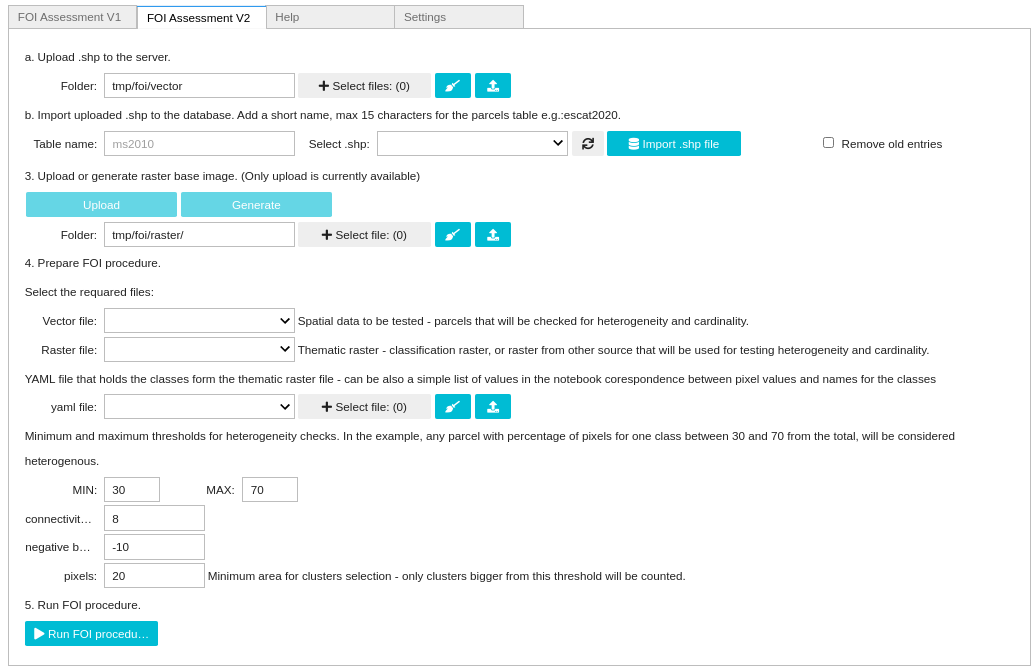 FOI Assessment V1 FOI Assessment V2 Help Settings
a. Upload .shp to the server.
Folder: tmp/foi/vector Select files: (0)
b. Import uploaded .shp to the database. Add a short name, max 15 characters for the parcels table e.g.:escat2020.
Table name: ms2010 Select .shp: Import .shp file Remove old entries
3. Upload or generate raster base image. (Only upload is currently available)
Upload Generate
Folder: tmp/foi/raster/ Select file: (0)
4. Prepare FOI procedure.
Select the requared files:
Vector file: Spatial data to be tested - parcels that will be checked for heterogeneity and cardinality.
Raster file: Thematic raster - classification raster, or raster from other source that will be used for testing heterogeneity and cardinality.
YAML file that holds the classes form the thematic raster file - can be also a simple list of values in the notebook corespondence between pixel values and names for the classes
yaml file: Select file: (0)
Minimum and maximum thresholds for heterogeneity checks. In the example, any parcel with percentage of pixels for one class between 30 and 70 from the total, will be considered
heterogenous.
MIN: 30 MAX: 70
connectivit… 8
negative b… -10
pixels: 20 Minimum area for clusters selection - only clusters bigger from this threshold will be counted.
5. Run FOI procedure.
Run FOI procedu…